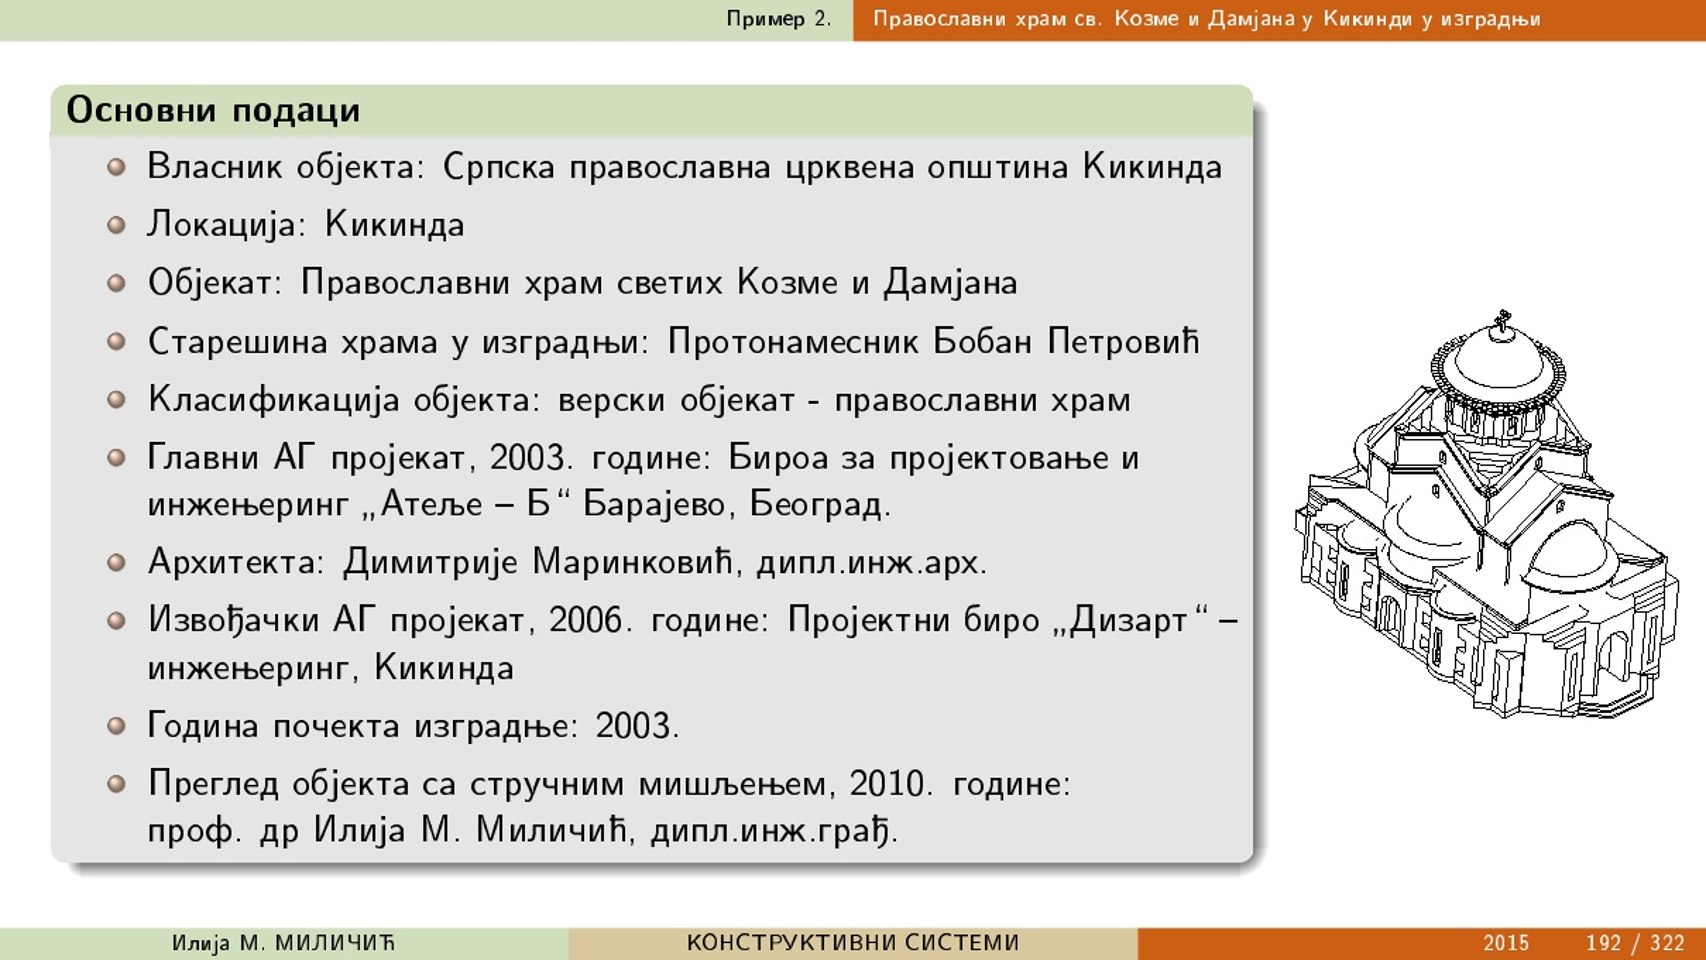 Пример 2. Православни храм св. Козме и Дамјана у Кикинди у изградњи
Основни подаци
Власник објекта: Српска православна црквена општина Кикинда
Локација: Кикинда
Објекат: Православни храм светих Козме и Дамјана
Старешина храма у изградњи: Протонамесник Бобан Петровић
Класификација објекта: верски објекат - православни храм
Главни АГ пројекат, 2003. године: Бироа за пројектовање и
инжењеринг „Атеље – Б“ Барајево, Београд.
Архитекта: Димитрије Маринковић, дипл.инж.арх.
Извођачки АГ пројекат, 2006. године: Пројектни биро „Дизарт“ –
инжењеринг, Кикинда
Година почекта изградње: 2003.
Преглед објекта са стручним мишљењем, 2010. године:
проф. др Илија М. Миличић, дипл.инж.грађ.
Илија М. МИЛИЧИЋ КОНСТРУКТИВНИ СИСТЕМИ 2015 192 / 322